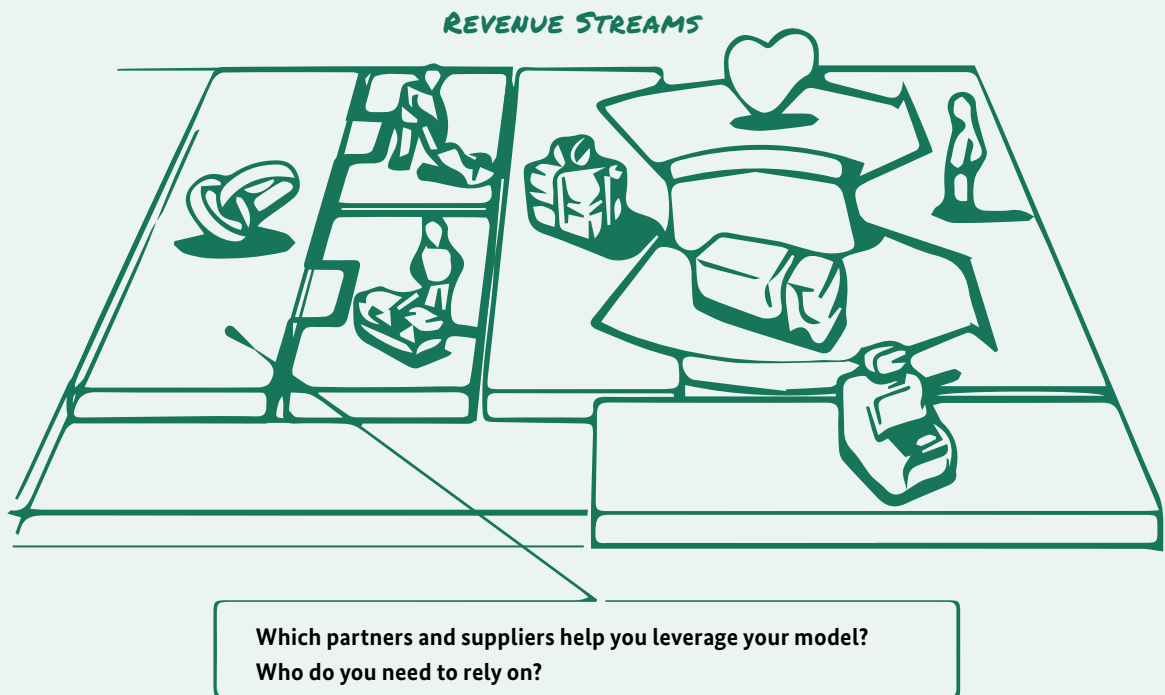 REVENUE STREAMS
Which partners and suppliers help you leverage your model?
Who do you need to rely on?